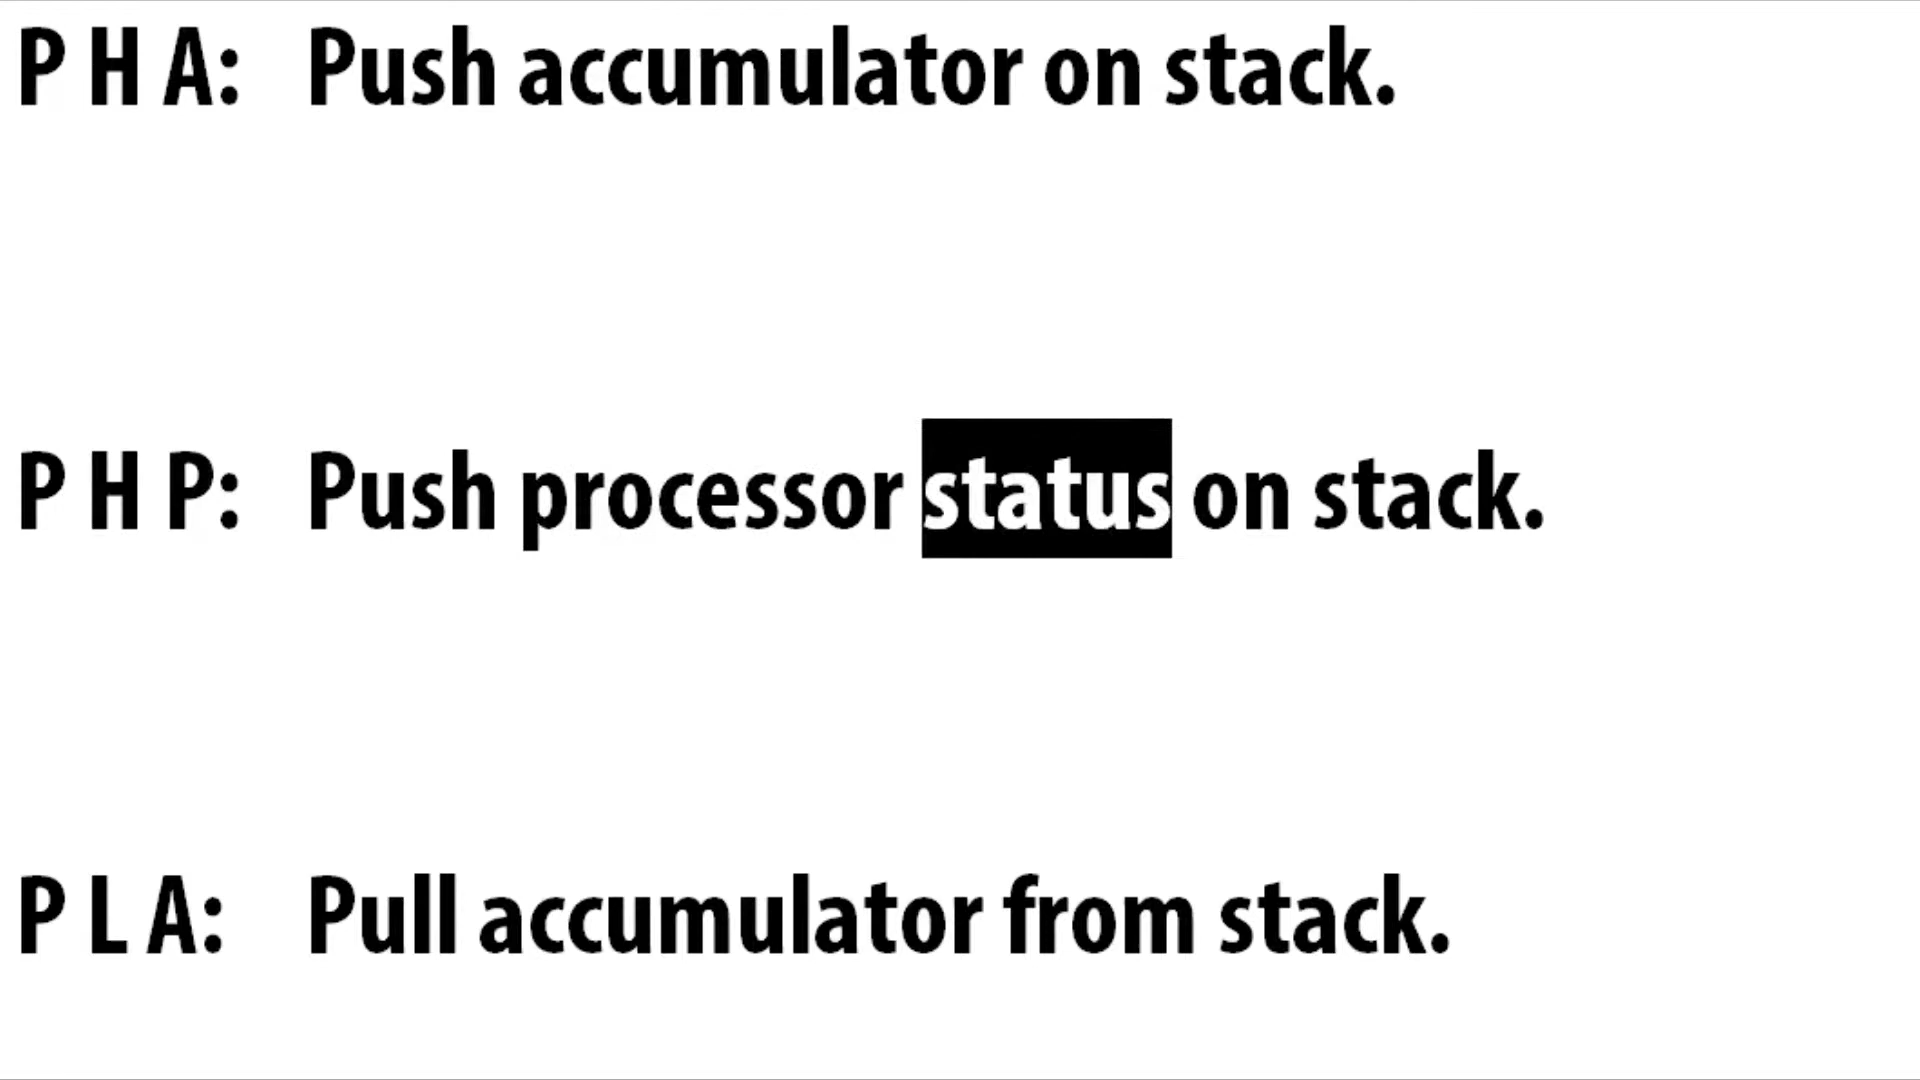 P H A: Push accumulator on stack.
P H P: Push processor status on stack.
P L A: Pull accumulator from stack.